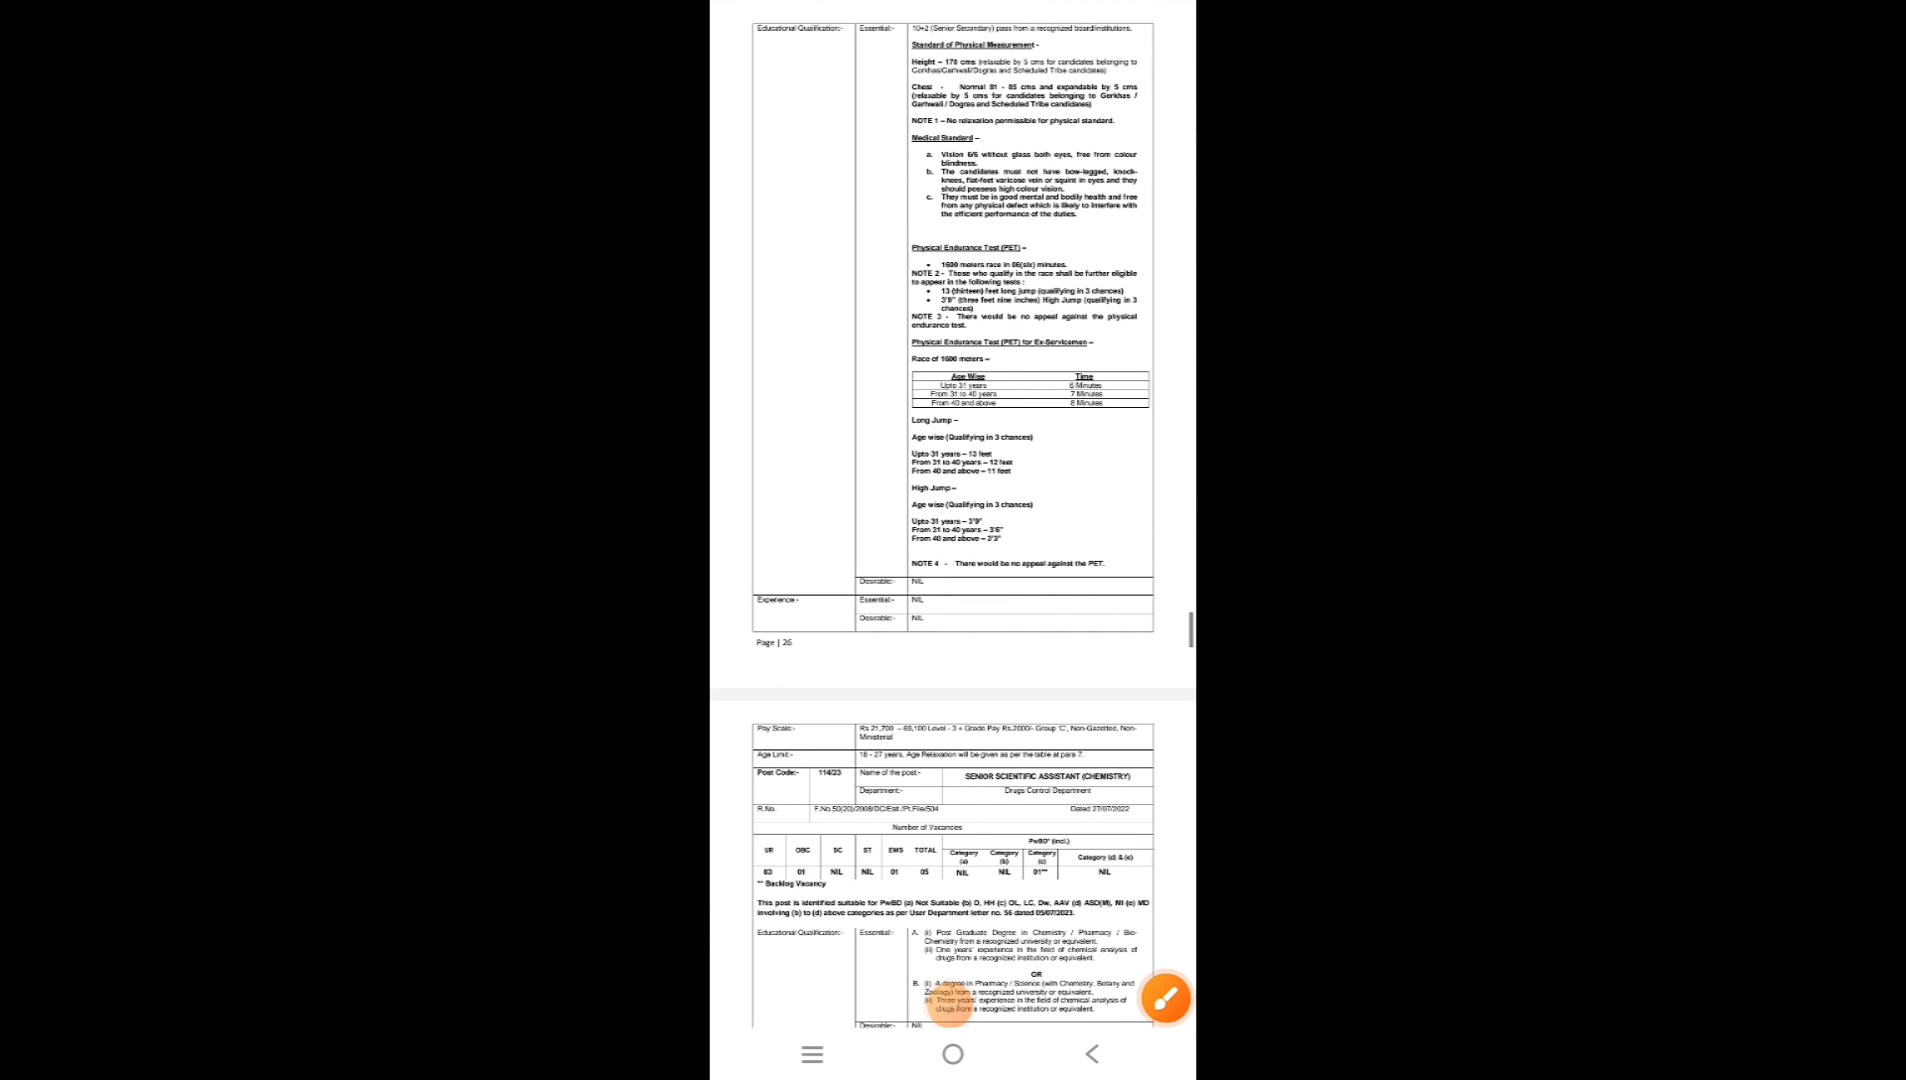 Educational Qualification:- Essential:- 10+2 (Senior Secondary) pass from a recognized board/institutions.
Standard of Physical Measurement -
Height – 170 cms (relaxable by 5 cms for candidates belonging to
Gorkhas/Garhwali/Dogras and Scheduled Tribe candidates)
Chest - Normal 81 - 85 cms and expandable by 5 cms
(relaxable by 5 cms for candidates belonging to Gorkhas /
Garhwali / Dogras and Scheduled Tribe candidates)
NOTE 1 – No relaxation permissible for physical standard.
Medical Standard –
a. Vision 6/6 without glass both eyes, free from colour
blindness.
b. The candidates must not have bow-legged, knock-
knees, flat-feet varicose vein or squint in eyes and they
should possess high colour vision.
c. They must be in good mental and bodily health and free
from any physical defect which is likely to interfere with
the efficient performance of the duties.
Physical Endurance Test (PET) –
• 1600 meters race in 06(six) minutes.
NOTE 2 - Those who qualify in the race shall be further eligible
to appear in the following tests :
• 13 (thirteen) feet long jump (qualifying in 3 chances)
• 3'9" (three feet nine inches) High Jump (qualifying in 3
chances)
NOTE 3 - There would be no appeal against the physical
endurance test.
Physical Endurance Test (PET) for Ex-Servicemen –
Race of 1600 meters –
Age Wise Time
Upto 31 years 6 Minutes
From 31 to 40 years 7 Minutes
From 40 and above 8 Minutes
Long Jump –
Age wise (Qualifying in 3 chances)
Upto 31 years – 13 feet
From 31 to 40 years – 12 feet
From 40 and above – 11 feet
High Jump –
Age wise (Qualifying in 3 chances)
Upto 31 years – 3'9"
From 31 to 40 years – 3'6"
From 40 and above – 3'3"
NOTE 4 - There would be no appeal against the PET.
Desirable:- NIL
Experience:- Essential:- NIL
Desirable:- NIL
Page | 26
Pay Scale:- Rs 21,700 – 69,100 Level - 3 + Grade Pay Rs.2000/- Group 'C', Non-Gazetted, Non-
Ministerial
Age Limit:- 18 - 27 years, Age Relaxation will be given as per the table at para 7.
Post Code:- 114/23 Name of the post:- SENIOR SCIENTIFIC ASSISTANT (CHEMISTRY)
Department:- Drugs Control Department
R.No. F.No.50(20)/2008/DC/Estt./Pt.File/504 Dated 27/07/2022
Number of Vacancies
UR OBC SC ST EWS TOTAL PwBD* (incl.)
Category (a) Category (b) Category (c) Category (d) & (e)
03 01 NIL NIL 01 05 NIL NIL 01** NIL
** Backlog Vacancy
This post is identified suitable for PwBD (a) Not Suitable (b) D, HH (c) OL, LC, Dw, AAV (d) ASD(M), MI (e) MD
involving (b) to (d) above categories as per User Department letter no. 56 dated 05/07/2023.
Educational Qualification:- Essential:- A. (i) Post Graduate Degree in Chemistry / Pharmacy / Bio-
Chemistry from a recognized university or equivalent.
(ii) One years' experience in the field of chemical analysis of
drugs from a recognized institution or equivalent.
OR
B. (i) A degree in Pharmacy / Science (with Chemistry, Botany and
Zoology) from a recognized university or equivalent.
(ii) Three years' experience in the field of chemical analysis of
drugs from a recognized institution or equivalent.
Desirable:- NIL